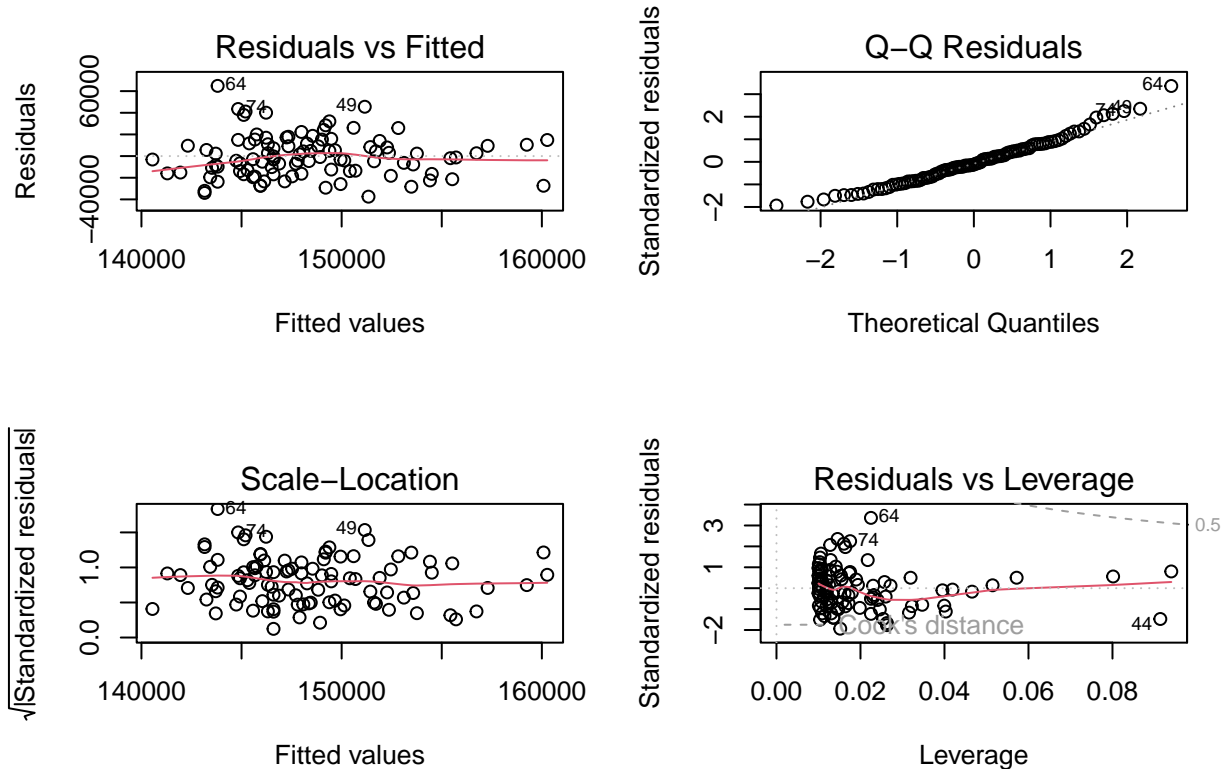 Residuals vs Fitted
Residuals
60000
−40000
64
74
49
140000 150000 160000
Fitted values
Q−Q Residuals
Standardized residuals
2
0
−2
64
74
49
−2 −1 0 1 2
Theoretical Quantiles
Scale−Location
√|Standardized residuals|
1.0
0.0
64
74
49
140000 150000 160000
Fitted values
Residuals vs Leverage
Standardized residuals
3
1
−2
64
74
44
0.5
Cook's distance
0.00 0.02 0.04 0.06 0.08
Leverage